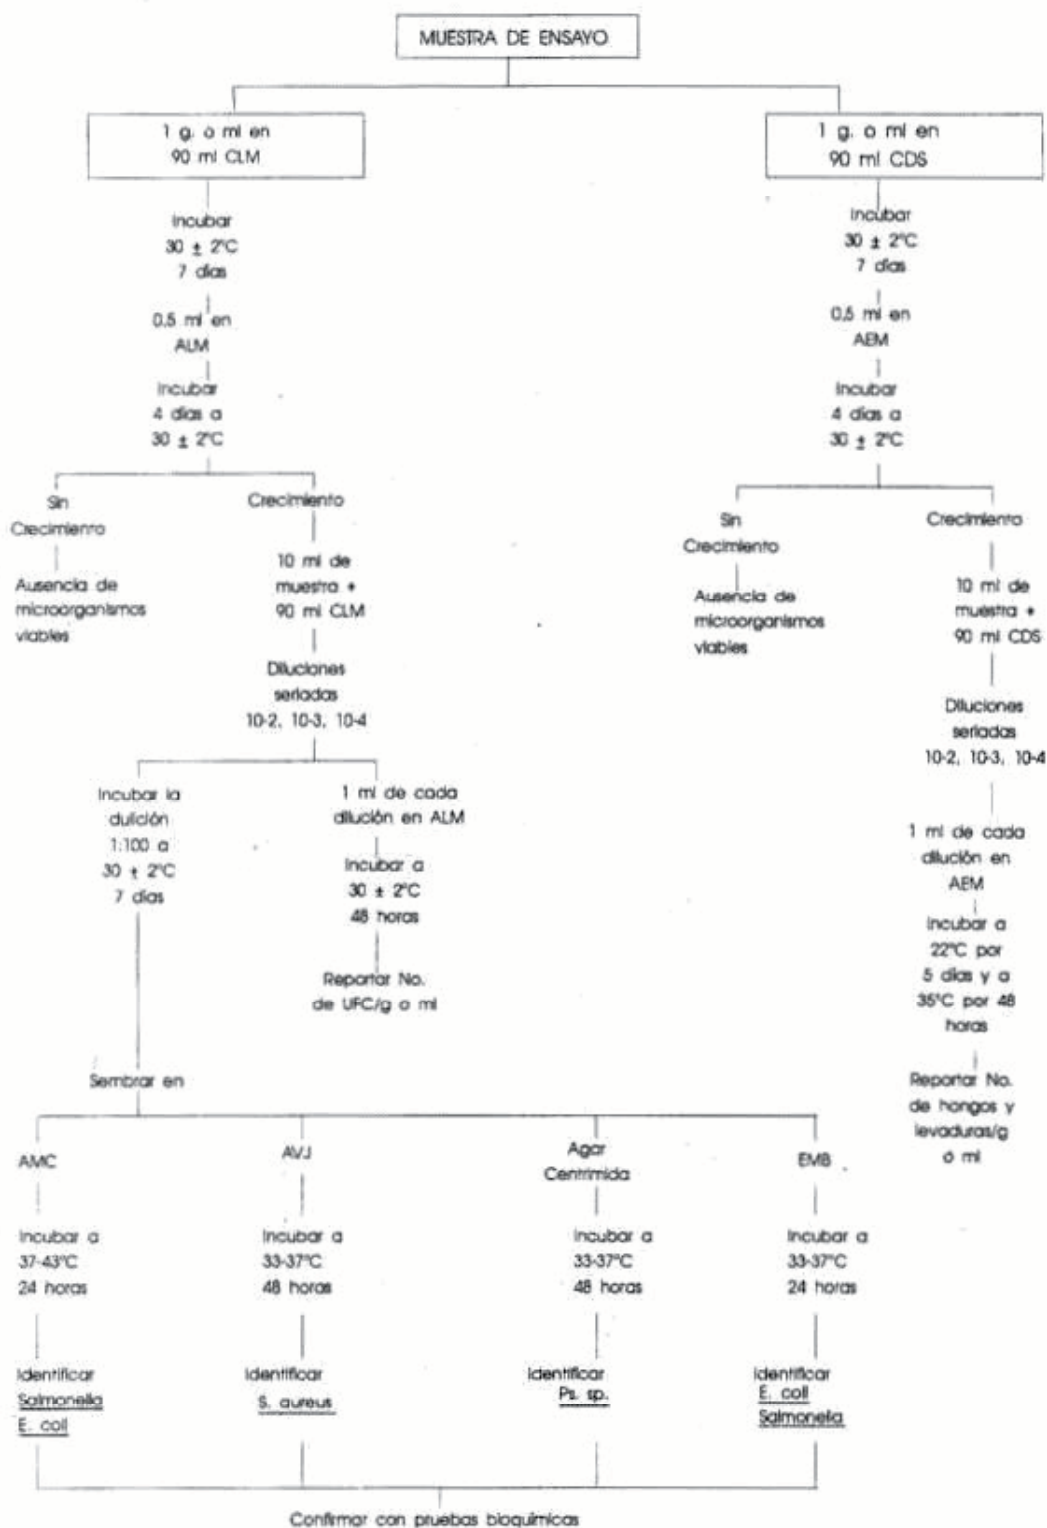 MUESTRA DE ENSAYO
1 g. o ml en
90 ml CLM
Incubar
30 ± 2°C
7 días
0,5 ml en
ALM
Incubar
4 días a
30 ± 2°C
Sin
Crecimiento
Ausencia de
microorganismos
viables
Crecimiento
10 ml de
muestra +
90 ml CLM
Diluciones
seriadas
10-2, 10-3, 10-4
Incubar la
dulición
1:100 a
30 ± 2°C
7 días
1 ml de cada
dilución en ALM
Incubar a
30 ± 2°C
48 horas
Reportar No.
de UFC/g o ml
Sembrar en
AMC
Incubar a
37-43°C
24 horas
Identificar
Salmonella
E. coli
AVJ
Incubar a
33-37°C
48 horas
Identificar
S. aureus
Agar
Centrimida
Incubar a
33-37°C
48 horas
Identificar
Ps. sp.
EMB
Incubar a
33-37°C
24 horas
Identificar
E. coli
Salmonella
Confirmar con pruebas bioquímicas
1 g. o ml en
90 ml CDS
Incubar
30 ± 2°C
7 días
0,5 ml en
AEM
Incubar
4 días a
30 ± 2°C
Sin
Crecimiento
Ausencia de
microorganismos
viables
Crecimiento
10 ml de
muestra +
90 ml CDS
Diluciones
seriadas
10-2, 10-3, 10-4
1 ml de cada
dilución en
AEM
Incubar a
22°C por
5 días y a
35°C por 48
horas
Reportar No.
de hongos y
levaduras/g
o ml